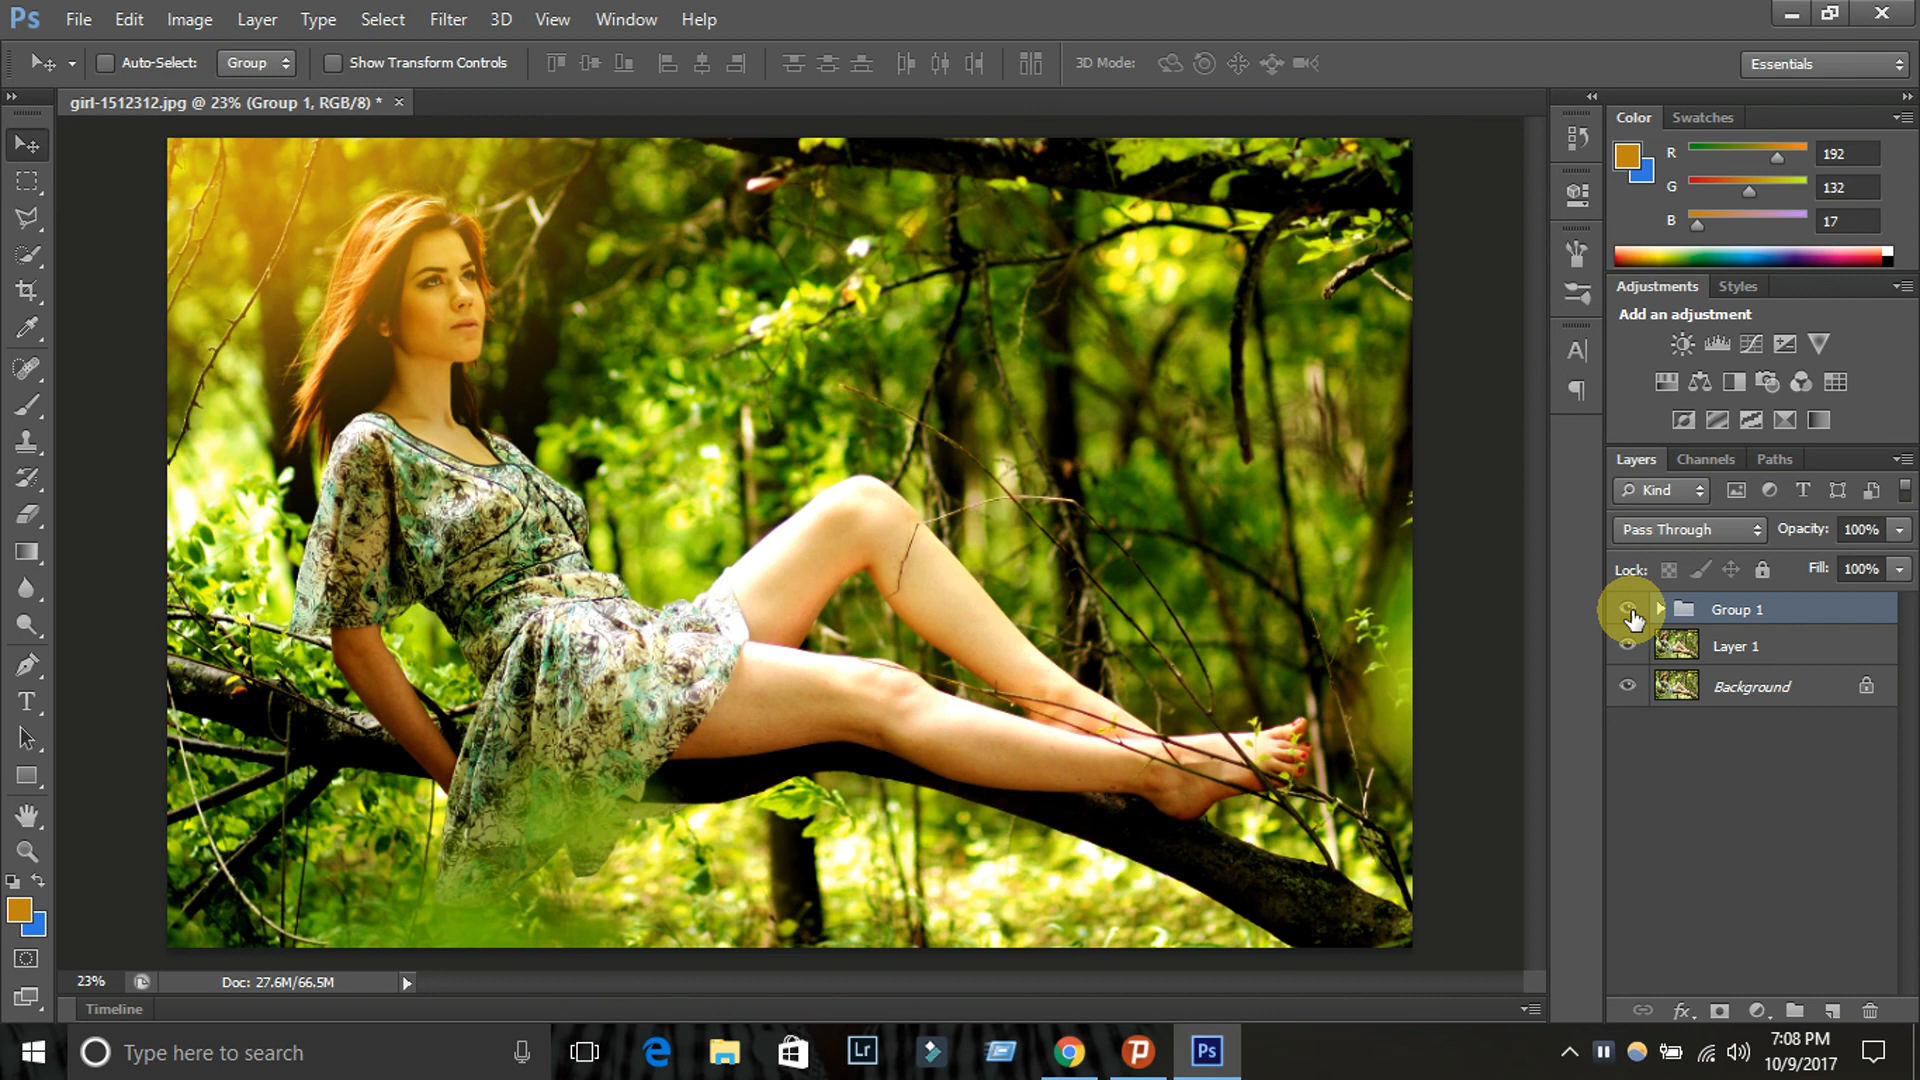 Ps File Edit Image Layer Type Select Filter 3D View Window Help
Auto-Select: Group Show Transform Controls 3D Mode: Essentials
girl-1512312.jpg @ 23% (Group 1, RGB/8) * ×
Color Swatches
R 192
G 132
B 17
Adjustments Styles
Add an adjustment
Layers Channels Paths
Kind
Pass Through Opacity: 100%
Lock: Fill: 100%
Group 1
Layer 1
Background
23% Doc: 27.6M/66.5M
Timeline
Type here to search
Lr
Ps
7:08 PM
10/9/2017